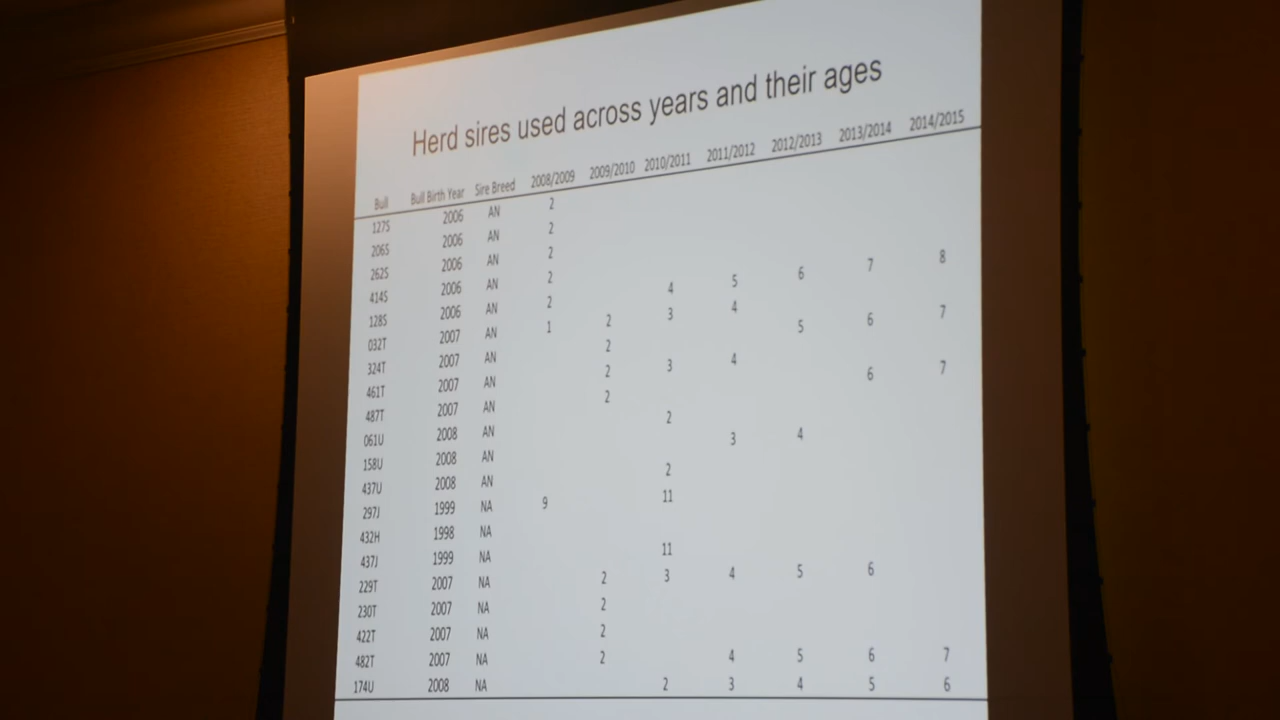 Herd sires used across years and their ages
Bull Bull Birth Year Sire Breed 2008/2009 2009/2010 2010/2011 2011/2012 2012/2013 2013/2014 2014/2015
127S 2006 AN 2
206S 2006 AN 2
262S 2006 AN 2
414S 2006 AN 2
128S 2006 AN 2 4 5 6 7 8
032T 2007 AN 1 2 3 4
324T 2007 AN 2 5 6 7
461T 2007 AN 2 3 4
487T 2007 AN 2 6 7
061U 2008 AN 2
158U 2008 AN 3 4
437U 2008 AN 2
297J 1999 NA 9 11
432H 1998 NA
437J 1999 NA 11
229T 2007 NA 2 3 4 5 6
230T 2007 NA 2
422T 2007 NA 2
482T 2007 NA 2 4 5 6 7
174U 2008 NA 2 3 4 5 6